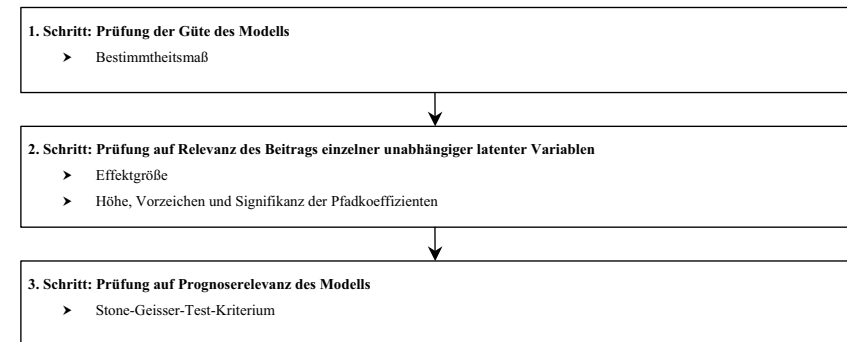 1. Schritt: Prüfung der Güte des Modells
➤ Bestimmtheitsmaß
2. Schritt: Prüfung auf Relevanz des Beitrags einzelner unabhängiger latenter Variablen
➤ Effektgröße
➤ Höhe, Vorzeichen und Signifikanz der Pfadkoeffizienten
3. Schritt: Prüfung auf Prognoserelevanz des Modells
➤ Stone-Geisser-Test-Kriterium